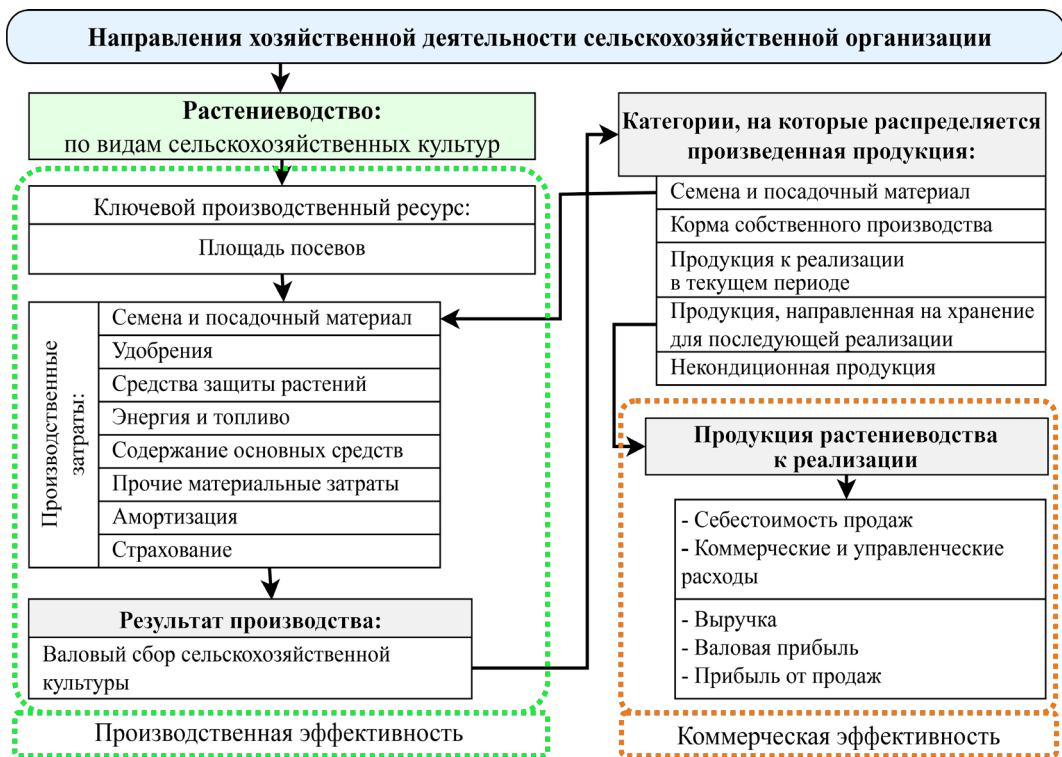 Направления хозяйственной деятельности сельскохозяйственной организации
Растениеводство:
по видам сельскохозяйственных культур
Ключевой производственный ресурс:
Площадь посевов
Производственные
затраты:
Семена и посадочный материал
Удобрения
Средства защиты растений
Энергия и топливо
Содержание основных средств
Прочие материальные затраты
Амортизация
Страхование
Результат производства:
Валовый сбор сельскохозяйственной
культуры
Производственная эффективность
Категории, на которые распределяется
произведенная продукция:
Семена и посадочный материал
Корма собственного производства
Продукция к реализации
в текущем периоде
Продукция, направленная на хранение
для последующей реализации
Некондиционная продукция
Продукция растениеводства
к реализации
- Себестоимость продаж
- Коммерческие и управленческие
расходы
- Выручка
- Валовая прибыль
- Прибыль от продаж
Коммерческая эффективность